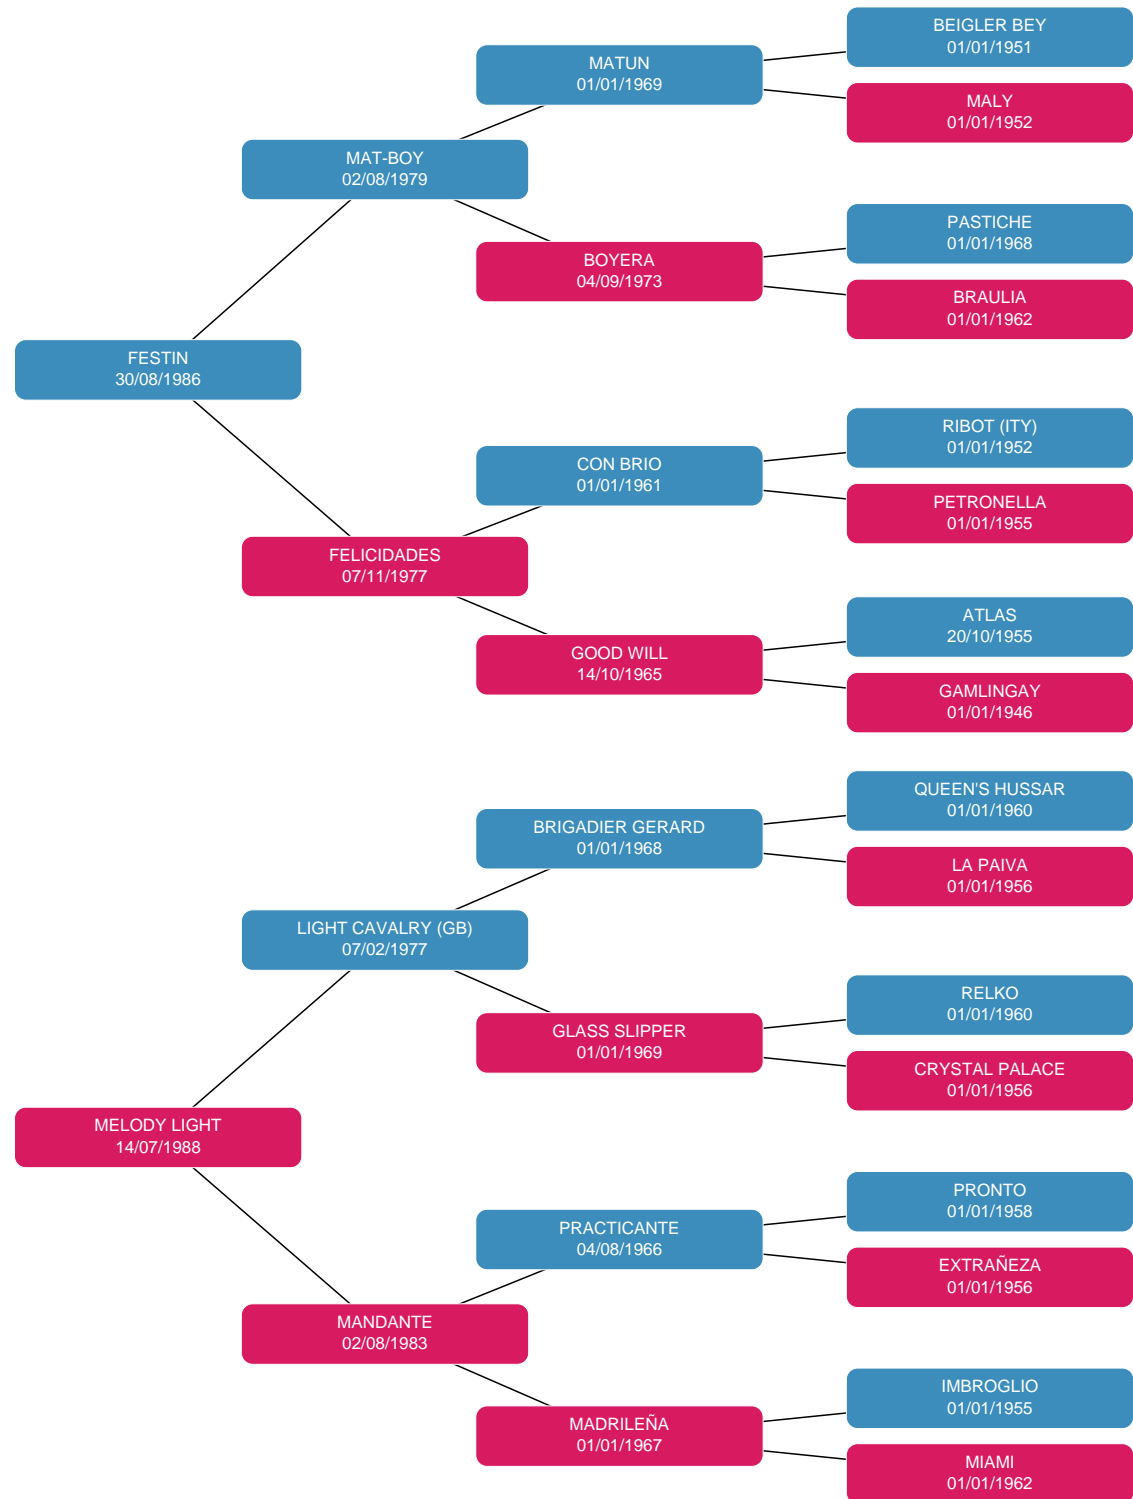 BEIGLER BEY
01/01/1951
MATUN
01/01/1969
MALY
01/01/1952
MAT-BOY
02/08/1979
PASTICHE
01/01/1968
BOYERA
04/09/1973
BRAULIA
01/01/1962
FESTIN
30/08/1986
RIBOT (ITY)
01/01/1952
CON BRIO
01/01/1961
PETRONELLA
01/01/1955
FELICIDADES
07/11/1977
ATLAS
20/10/1955
GOOD WILL
14/10/1965
GAMLINGAY
01/01/1946
QUEEN'S HUSSAR
01/01/1960
BRIGADIER GERARD
01/01/1968
LA PAIVA
01/01/1956
LIGHT CAVALRY (GB)
07/02/1977
RELKO
01/01/1960
GLASS SLIPPER
01/01/1969
CRYSTAL PALACE
01/01/1956
MELODY LIGHT
14/07/1988
PRONTO
01/01/1958
PRACTICANTE
04/08/1966
EXTRAÑEZA
01/01/1956
MANDANTE
02/08/1983
IMBROGLIO
01/01/1955
MADRILEÑA
01/01/1967
MIAMI
01/01/1962